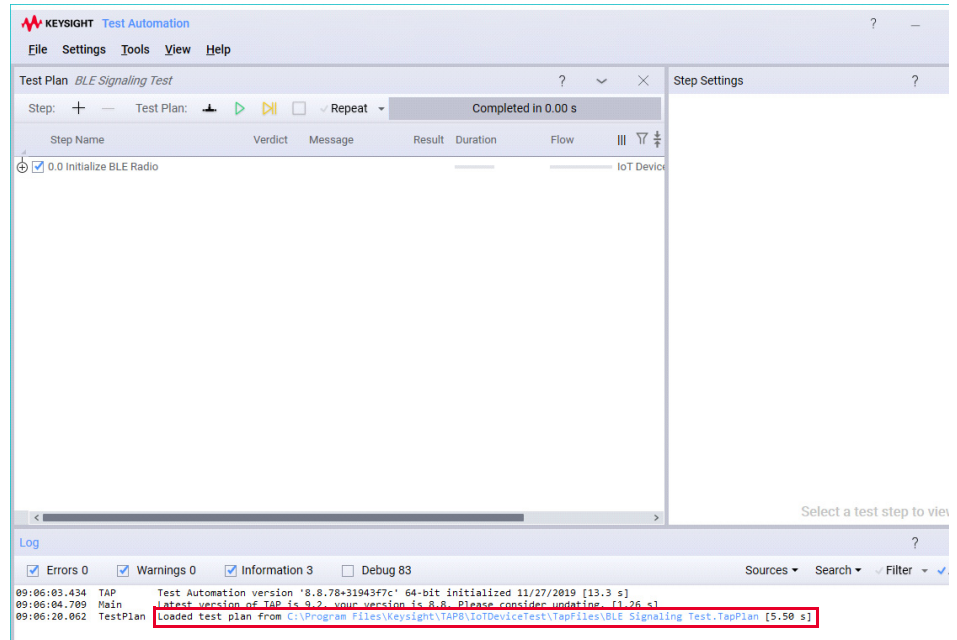 KEYSIGHT Test Automation ? –
File Settings Tools View Help
Test Plan BLE Signaling Test ? ×
Step Settings ?
Step: + — Test Plan: Repeat Completed in 0.00 s
Step Name Verdict Message Result Duration Flow
0.0 Initialize BLE Radio IoT Device
Select a test step to view
Log ?
Errors 0 Warnings 0 Information 3 Debug 83 Sources Search Filter
09:06:03.434 TAP Test Automation version '8.8.78+31943f7c' 64-bit initialized 11/27/2019 [13.3 s]
09:06:04.709 Main Latest version of TAP is 9.2, your version is 8.8. Please consider updating. [1.26 s]
09:06:20.062 TestPlan Loaded test plan from C:\Program Files\Keysight\TAP8\IoTDeviceTest\TapFiles\BLE Signaling Test.TapPlan [5.50 s]